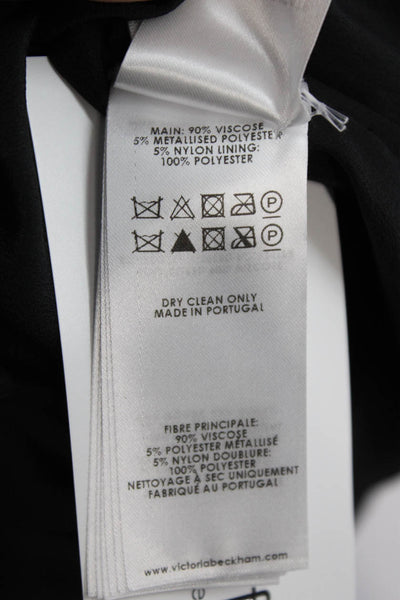 MAIN: 90% VISCOSE
5% METALLISED POLYESTER
5% NYLON LINING:
100% POLYESTER
P
P
DRY CLEAN ONLY
MADE IN PORTUGAL
FIBRE PRINCIPALE:
90% VISCOSE
5% POLYESTER MÉTALLISÉ
5% NYLON DOUBLURE:
100% POLYESTER
NETTOYAGE À SEC UNIQUEMENT
FABRIQUÉ AU PORTUGAL
www.victoriabeckham.com